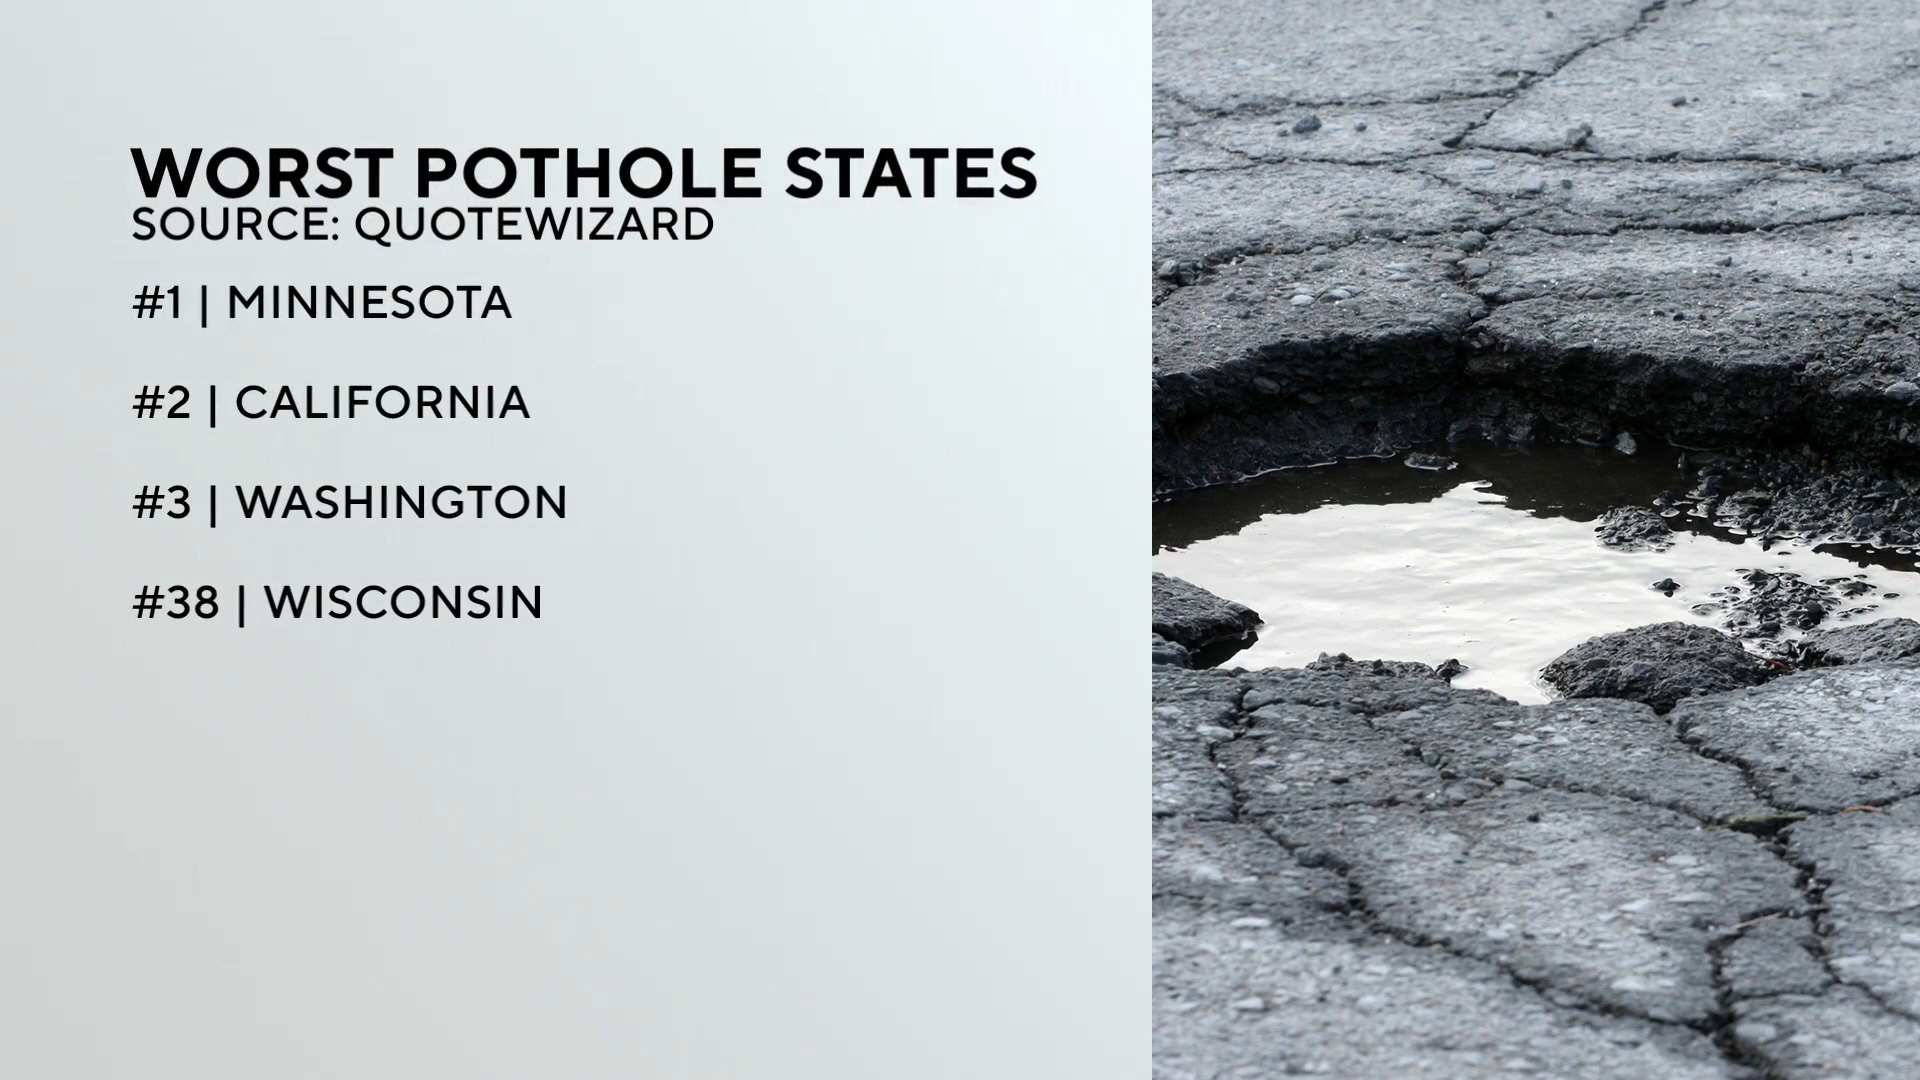 WORST POTHOLE STATES
SOURCE: QUOTEWIZARD
#1 | MINNESOTA
#2 | CALIFORNIA
#3 | WASHINGTON
#38 | WISCONSIN